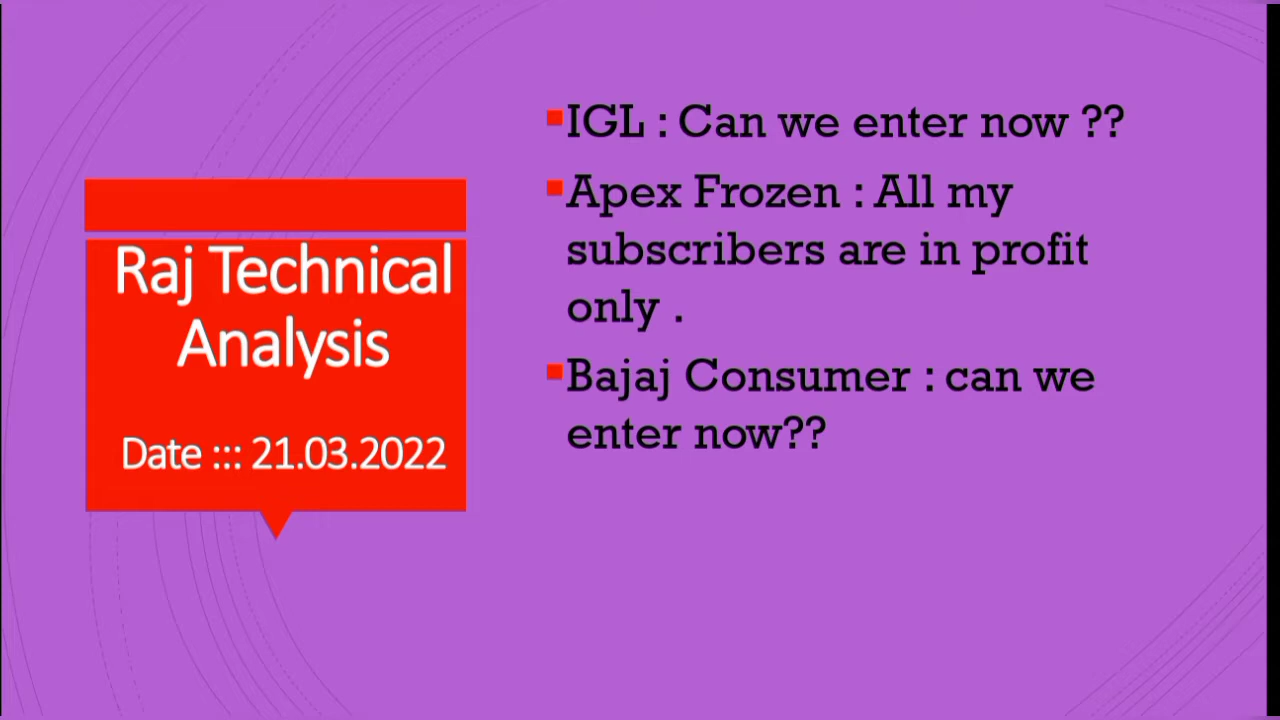 Raj Technical
Analysis
Date ::: 21.03.2022
IGL : Can we enter now ??
Apex Frozen : All my
subscribers are in profit
only .
Bajaj Consumer : can we
enter now??